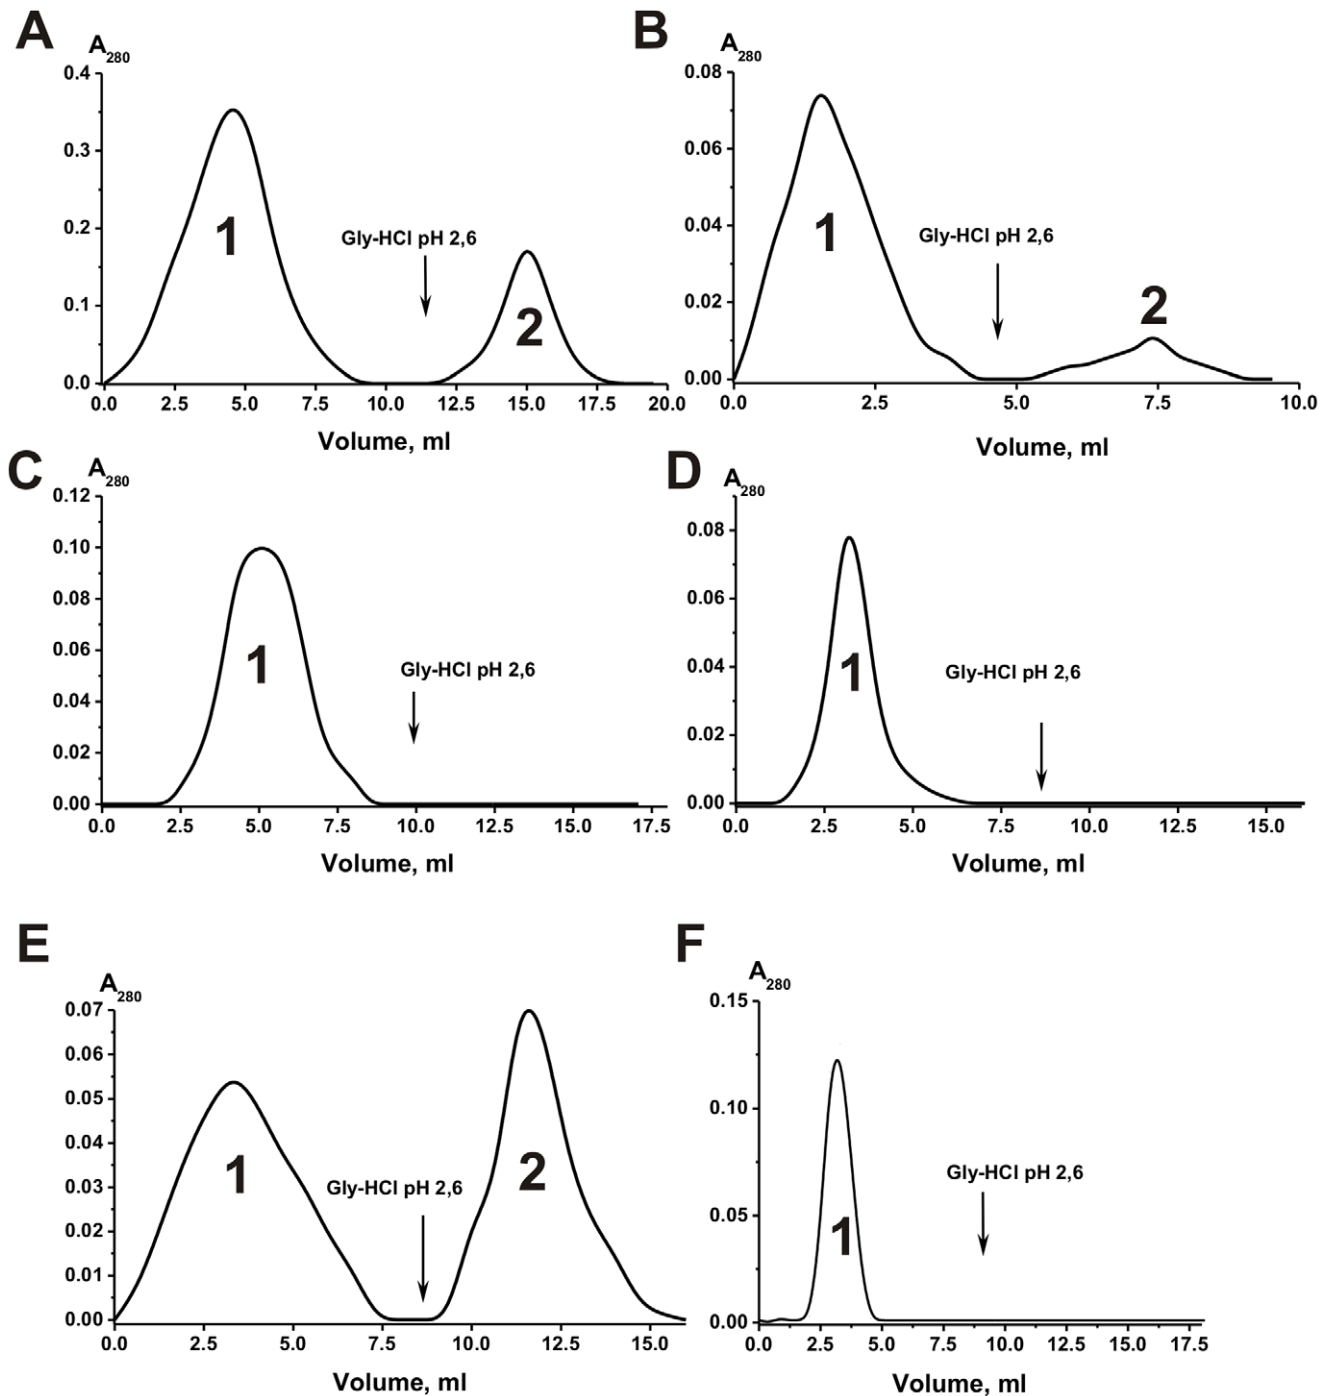 A
A280
0.4
0.3
0.2
0.1
0.0
1
Gly-HCl pH 2,6
2
0.0 2.5 5.0 7.5 10.0 12.5 15.0 17.5 20.0
Volume, ml
B
A280
0.08
0.06
0.04
0.02
0.00
1
Gly-HCl pH 2,6
2
0.0 2.5 5.0 7.5 10.0
Volume, ml
C
A280
0.12
0.10
0.08
0.06
0.04
0.02
0.00
1
Gly-HCl pH 2,6
0.0 2.5 5.0 7.5 10.0 12.5 15.0 17.5
Volume, ml
D
A280
0.08
0.06
0.04
0.02
0.00
1
Gly-HCl pH 2,6
0.0 2.5 5.0 7.5 10.0 12.5 15.0
Volume, ml
E
A280
0.07
0.06
0.05
0.04
0.03
0.02
0.01
0.00
1
Gly-HCl pH 2,6
2
0.0 2.5 5.0 7.5 10.0 12.5 15.0
Volume, ml
F
A280
0.15
0.10
0.05
0.00
1
Gly-HCl pH 2,6
0.0 2.5 5.0 7.5 10.0 12.5 15.0 17.5
Volume, ml